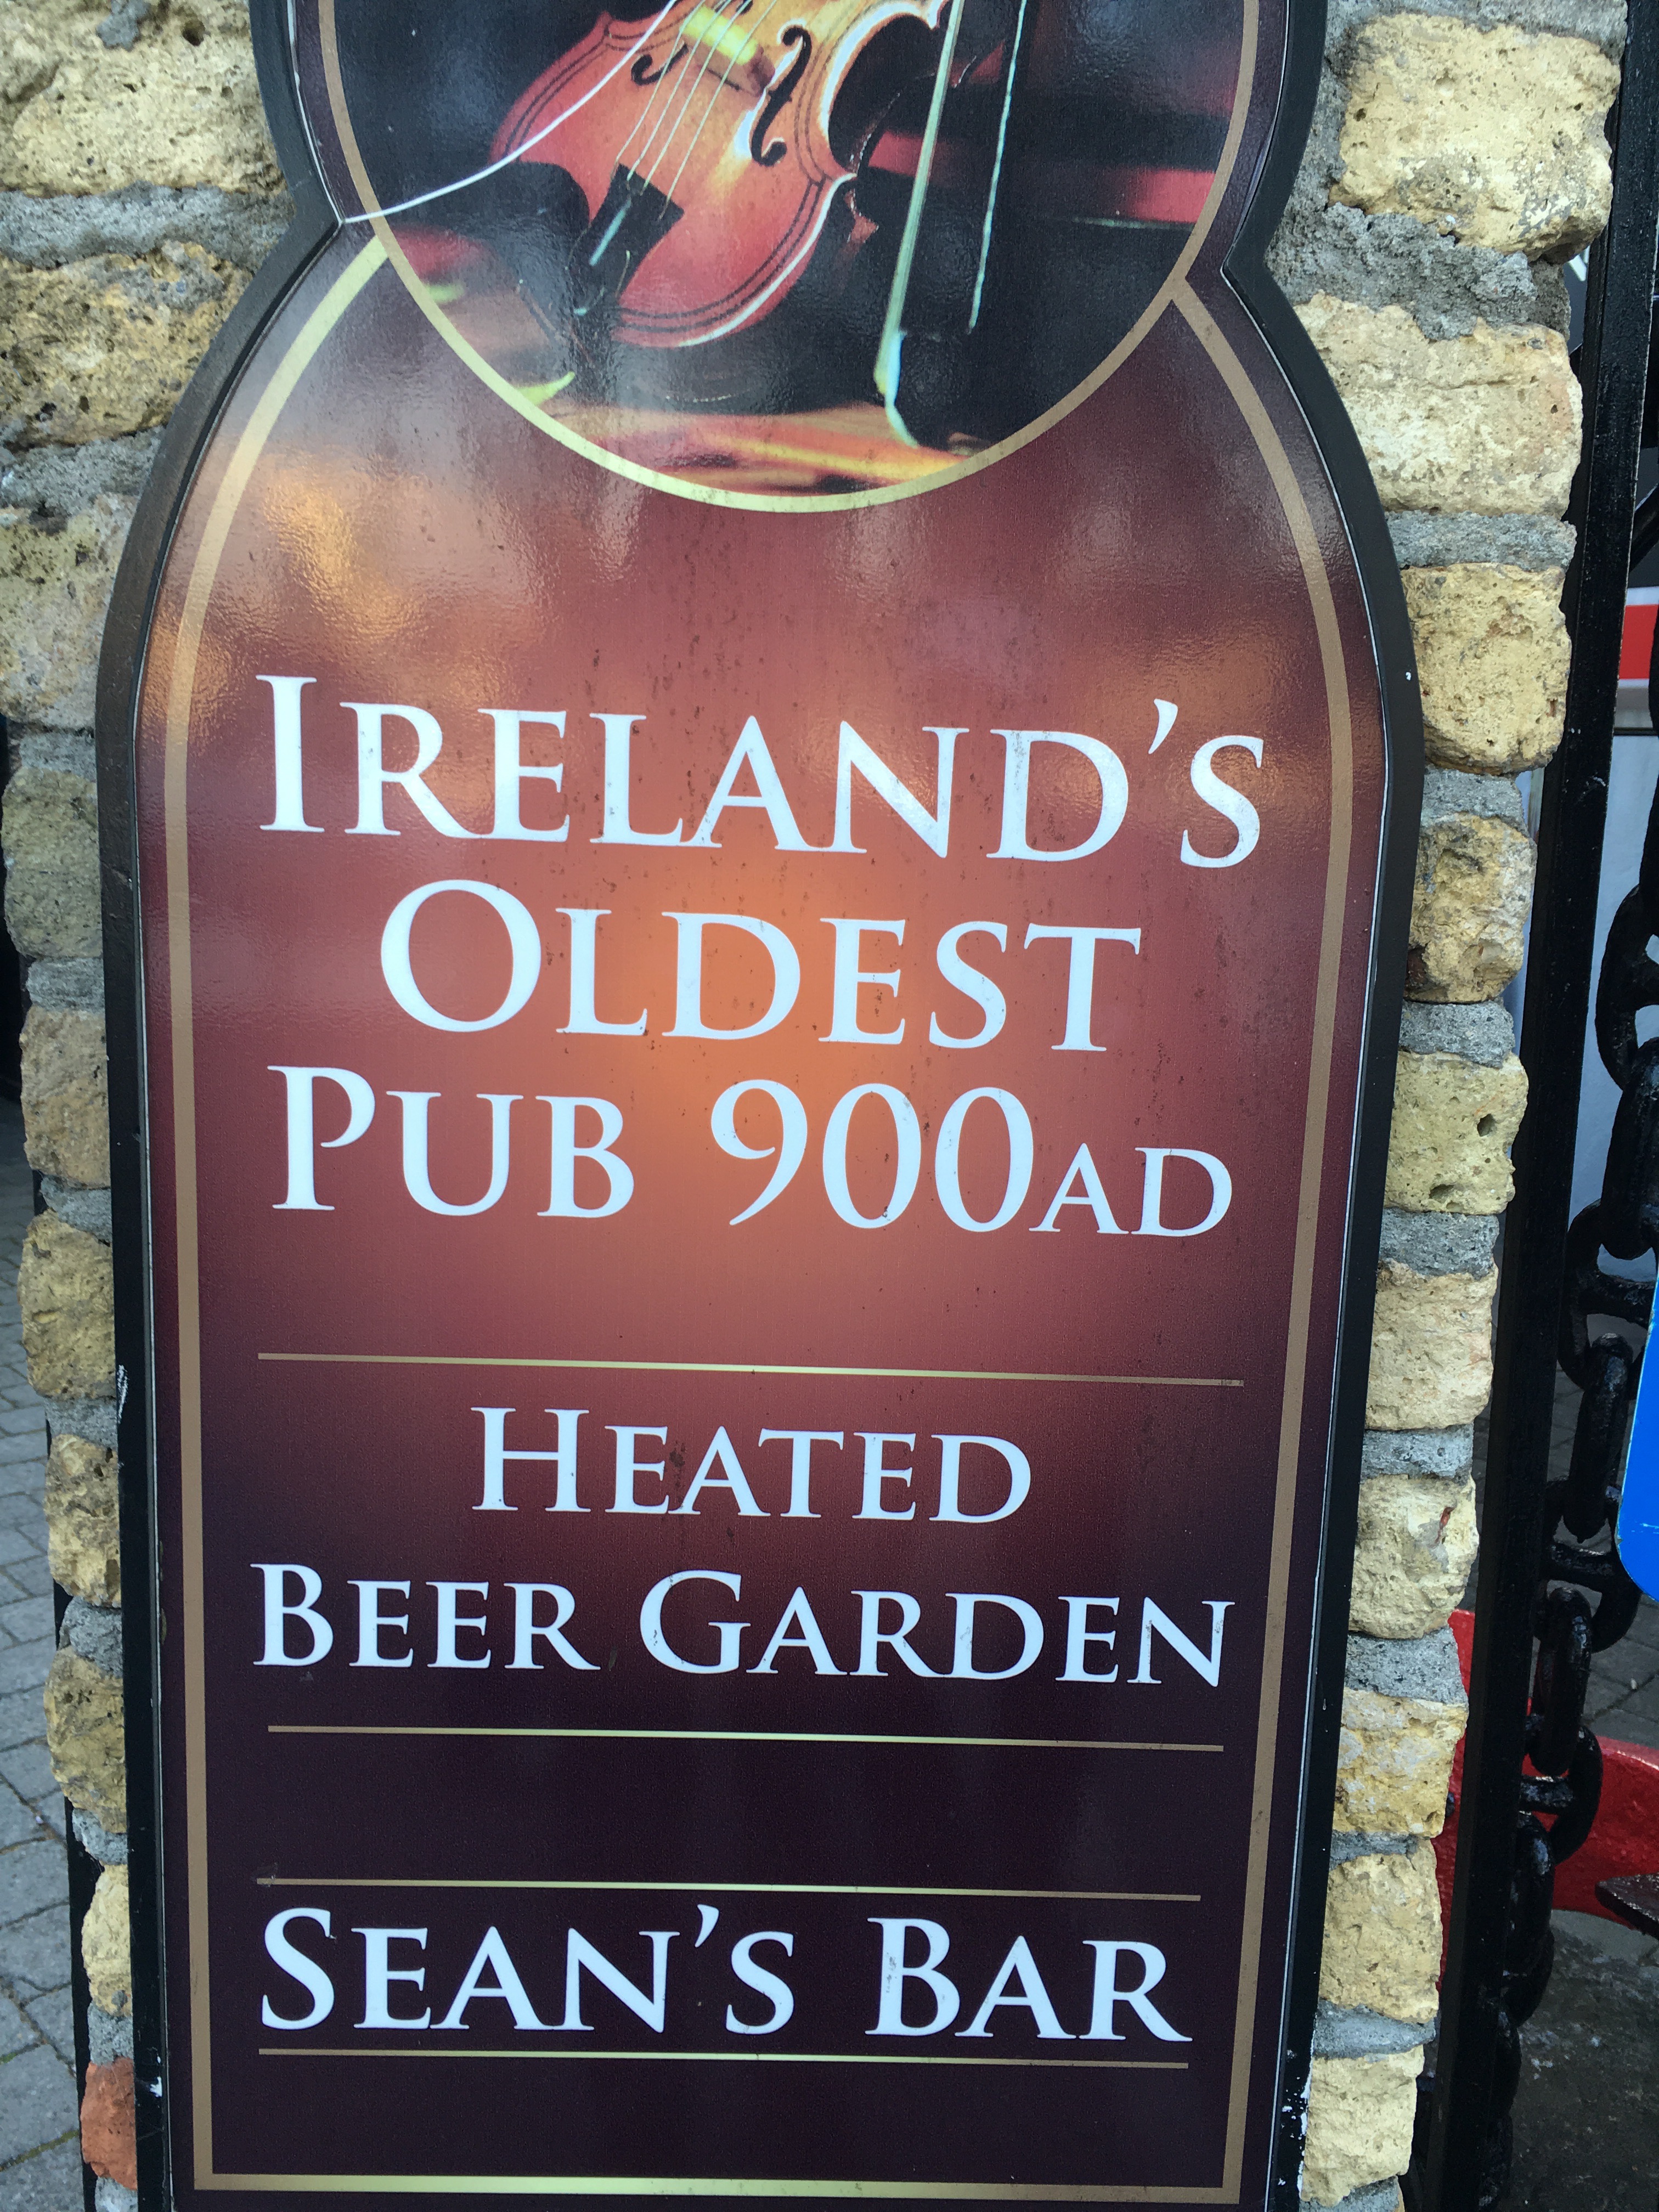 Ireland's
Oldest
Pub 900AD
Heated
Beer Garden
Sean's Bar